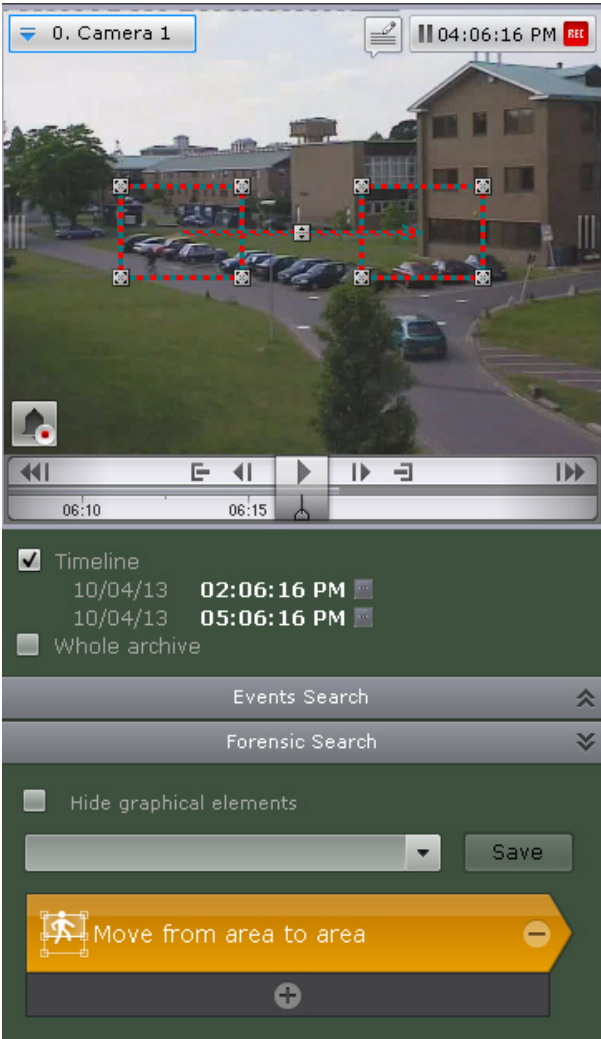 0. Camera 1
04:06:16 PM REC
06:10 06:15
Timeline
10/04/13 02:06:16 PM
10/04/13 05:06:16 PM
Whole archive
Events Search
Forensic Search
Hide graphical elements
Save
Move from area to area